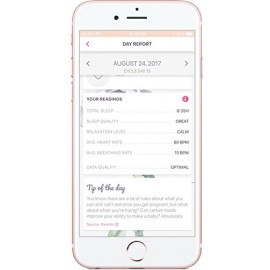 DAY REPORT
AUGUST 24, 2017
CYCLE DAY 15
YOUR READINGS
TOTAL SLEEP 8:35H
SLEEP QUALITY GREAT
RELAXATION LEVEL CALM
AVG. HEART RATE 60 BPM
AVG. BREATHING RATE 15 BPM
DATA QUALITY OPTIMAL
Tip of the day
You know there are a lot of rules about what you
can and can't eat once you get pregnant, but what
about when you're trying? Can certain foods
improve your ability to make a baby? Absolutely.
Source: Parents